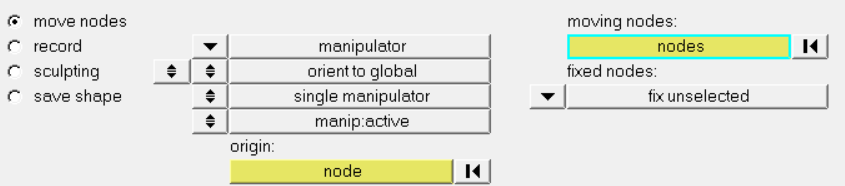 move nodes
record
sculpting
save shape
manipulator
orient to global
single manipulator
manip:active
origin:
node
moving nodes:
nodes
fixed nodes:
fix unselected